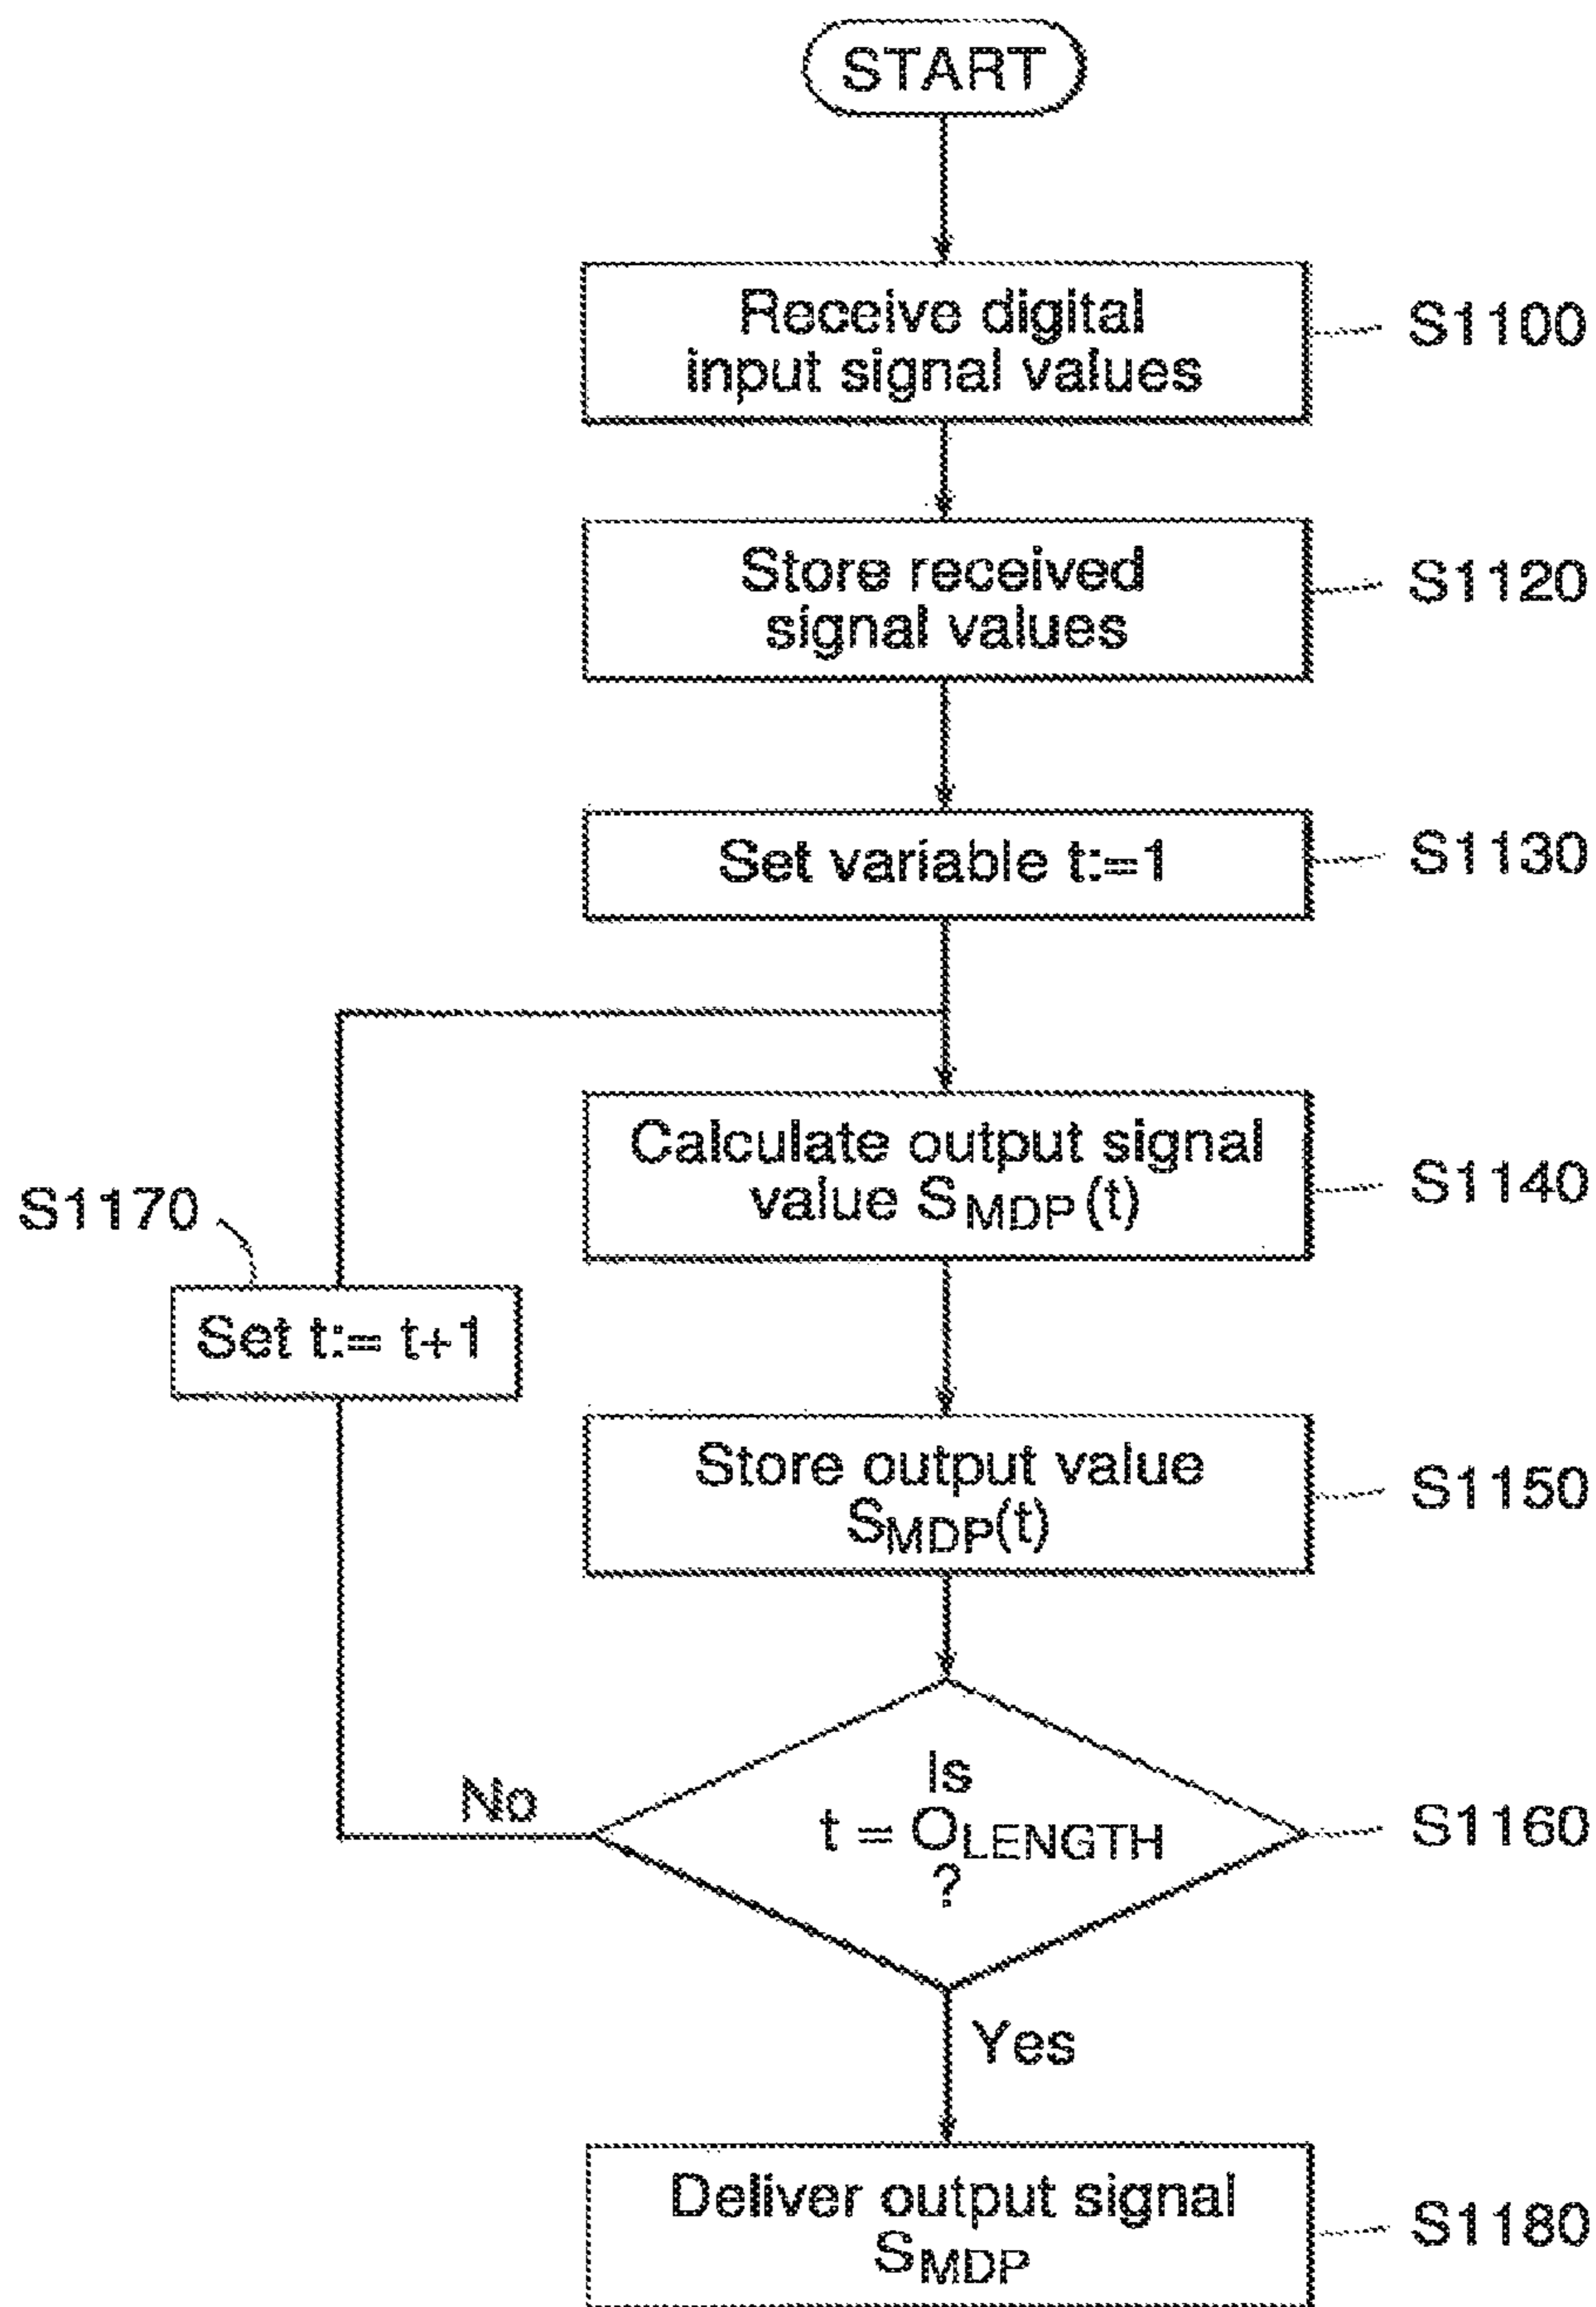 START
Receive digital
input signal values
S1100
Store received
signal values
S1120
Set variable t:=1
S1130
Calculate output signal
value SMDP (t)
S1140
S1170
Set t:= t+1
Store output value
SMDP(t)
S1150
Is
t = OLENGTH
?
S1160
No
Yes
Deliver output signal
SMDP
S1180